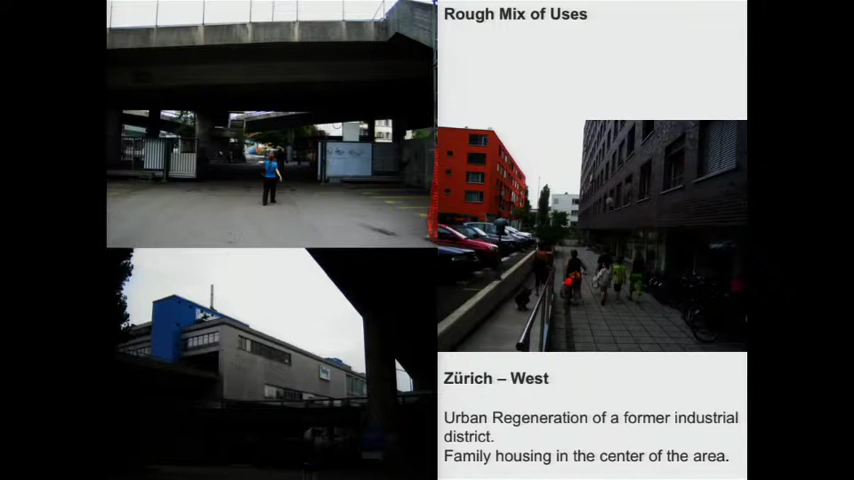 Rough Mix of Uses
Zürich – West
Urban Regeneration of a former industrial
district.
Family housing in the center of the area.